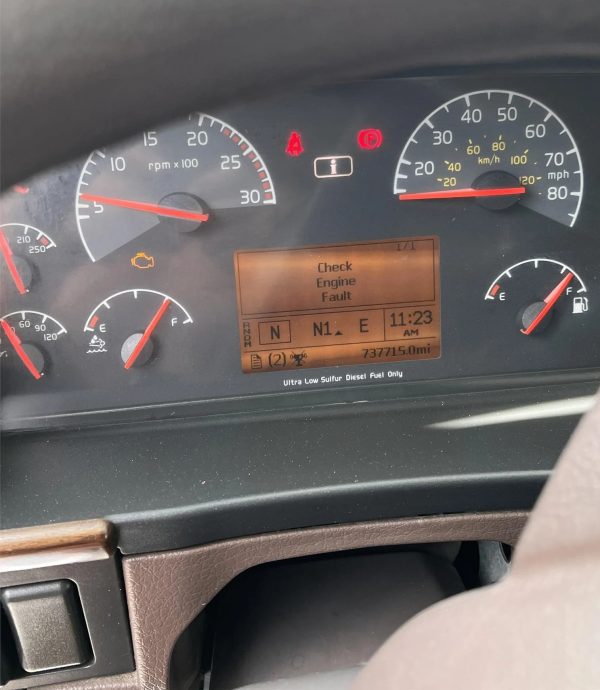 15 20
10 25
rpm x 100
5 30
40 50
30 60
20 70
60 80
40 100
20 120
km/h
mph
80
i
P
1/1
Check
Engine
Fault
RNDM
N N1 E 11:23
AM
(2) 737715.0mi
Ultra Low Sulfur Diesel Fuel Only
210
250
60 90
120
E F
E F